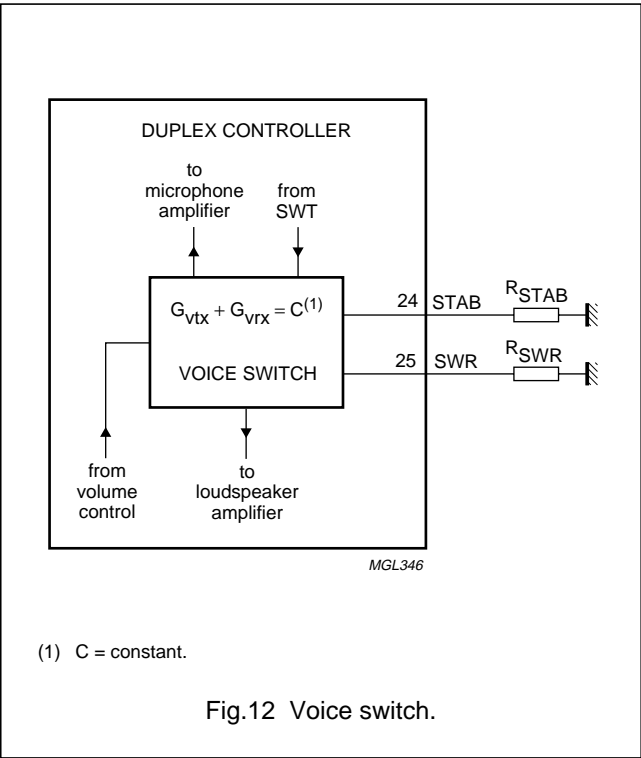 DUPLEX CONTROLLER
to
microphone
amplifier
from
SWT
Gvtx + Gvrx = C(1)
VOICE SWITCH
24 STAB
RSTAB
25 SWR
RSWR
from
volume
control
to
loudspeaker
amplifier
MGL346
(1) C = constant.
Fig.12 Voice switch.